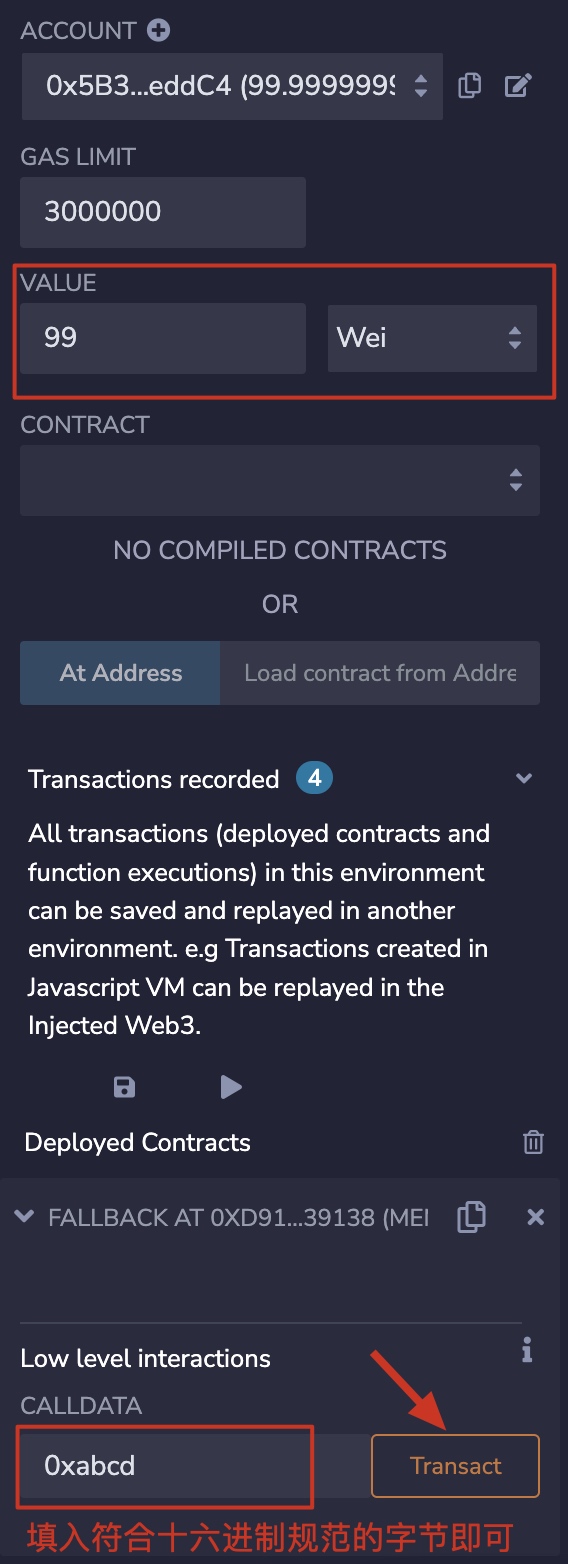 ACCOUNT
0x5B3...eddC4 (99.9999999
GAS LIMIT
3000000
VALUE
99
Wei
CONTRACT
NO COMPILED CONTRACTS
OR
At Address
Load contract from Addre
Transactions recorded 4
All transactions (deployed contracts and
function executions) in this environment
can be saved and replayed in another
environment. e.g Transactions created in
Javascript VM can be replayed in the
Injected Web3.
Deployed Contracts
FALLBACK AT 0XD91...39138 (MEI
Low level interactions
CALLDATA
0xabcd
Transact
填入符合十六进制规范的字节即可